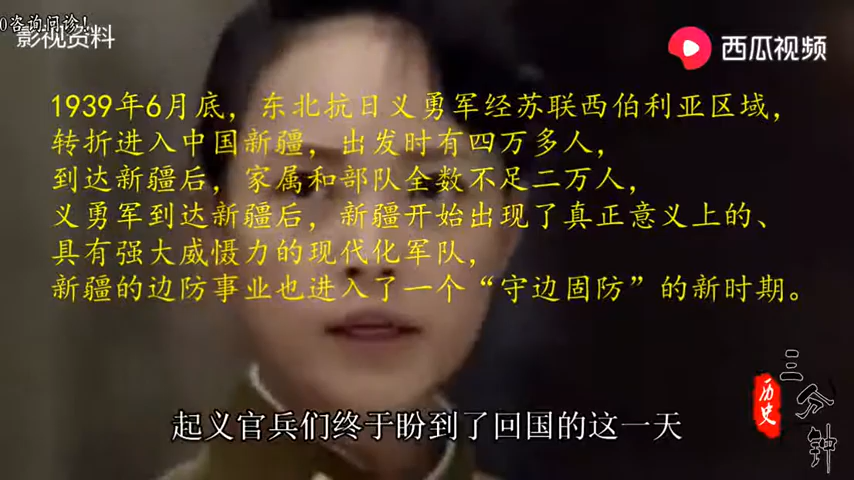 0咨询问诊!
影视资料
西瓜视频
1939年6月底，东北抗日义勇军经苏联西伯利亚区域，
转折进入中国新疆，出发时有四万多人，
到达新疆后，家属和部队全数不足二万人，
义勇军到达新疆后，新疆开始出现了真正意义上的、
具有强大威慑力的现代化军队，
新疆的边防事业也进入了一个“守边固防”的新时期。
历史
三分钟
起义官兵们终于盼到了回国的这一天